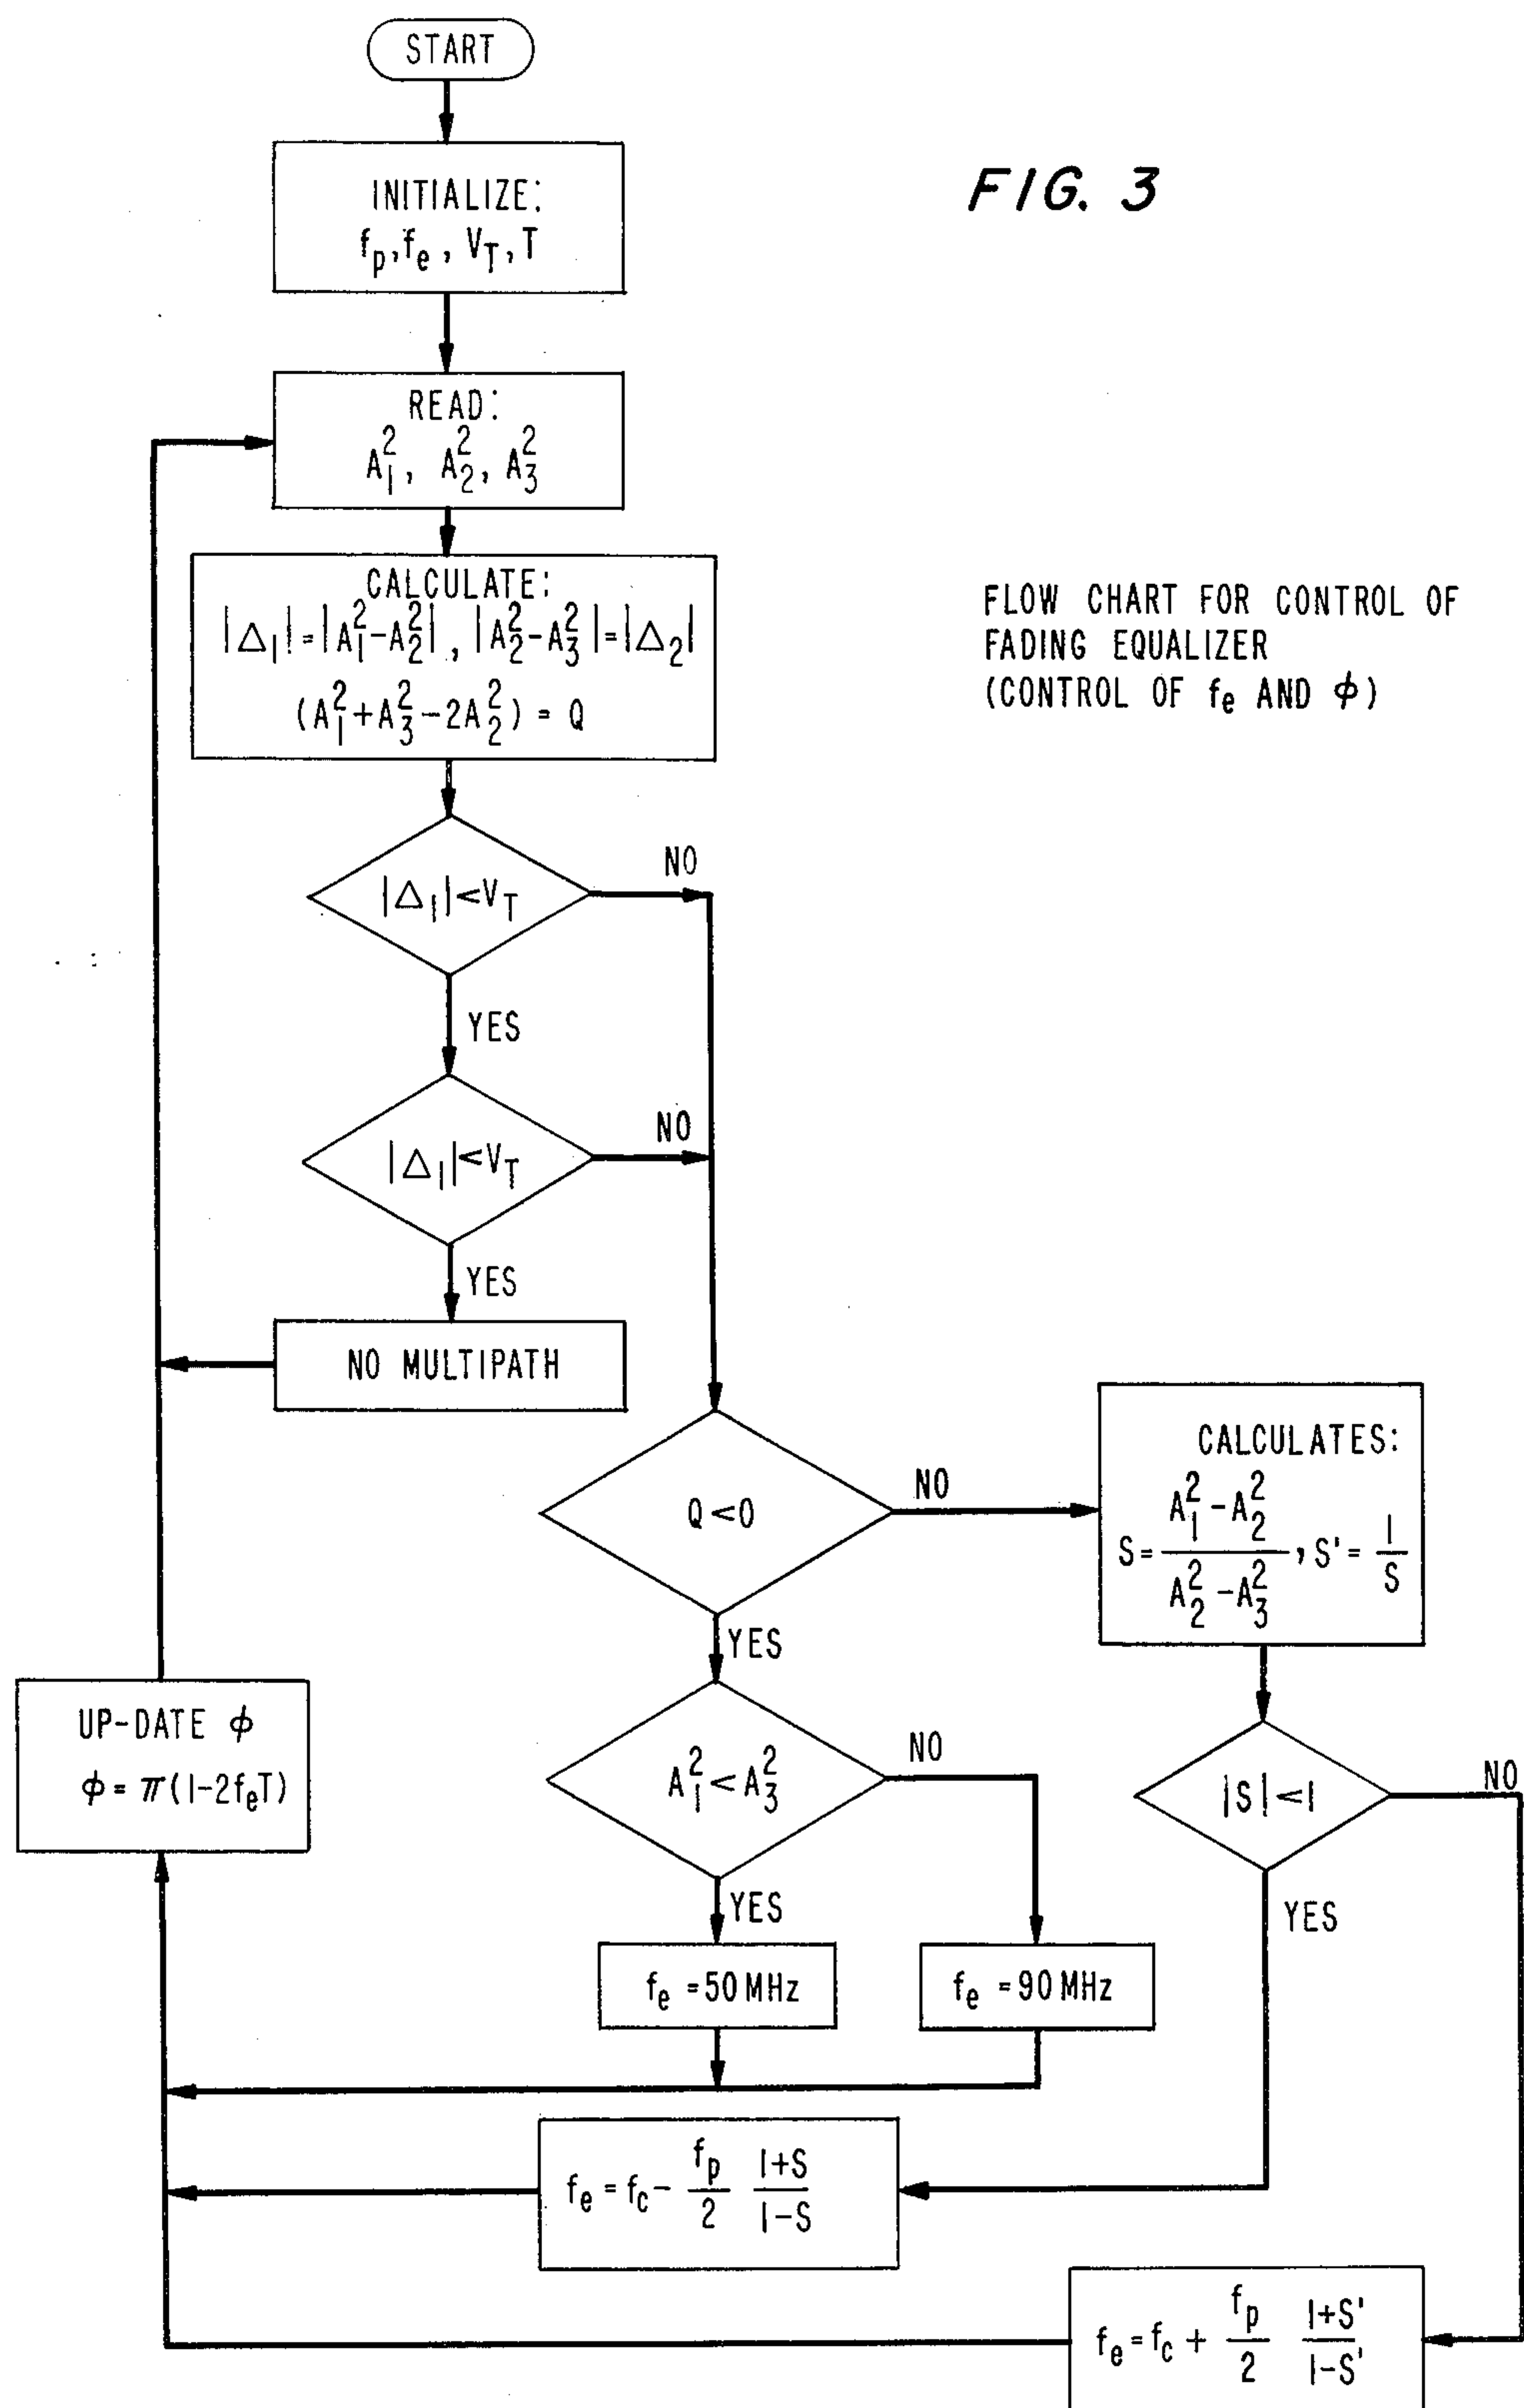 START
FIG. 3
INITIALIZE:
f_p, f_e, V_T, T
READ:
A_1^2, A_2^2, A_3^2
CALCULATE:
|△_1| = |A_1^2 - A_2^2|, |A_2^2 - A_3^2| = |△_2|
(A_1^2 + A_3^2 - 2A_2^2) = Q
FLOW CHART FOR CONTROL OF
FADING EQUALIZER
(CONTROL OF f_e AND ϕ)
|△_1| < V_T
NO
YES
|△_1| < V_T
NO
YES
NO MULTIPATH
Q < 0
NO
YES
CALCULATES:
S = (A_1^2 - A_2^2)/(A_2^2 - A_3^2), S' = 1/S
UP-DATE ϕ
ϕ = π(1-2f_eT)
A_1^2 < A_3^2
NO
YES
|S| < 1
NO
YES
f_e = 50 MHz
f_e = 90 MHz
f_e = f_c - f_p/2 (1+S)/(1-S)
f_e = f_c + f_p/2 (1+S')/(1-S')